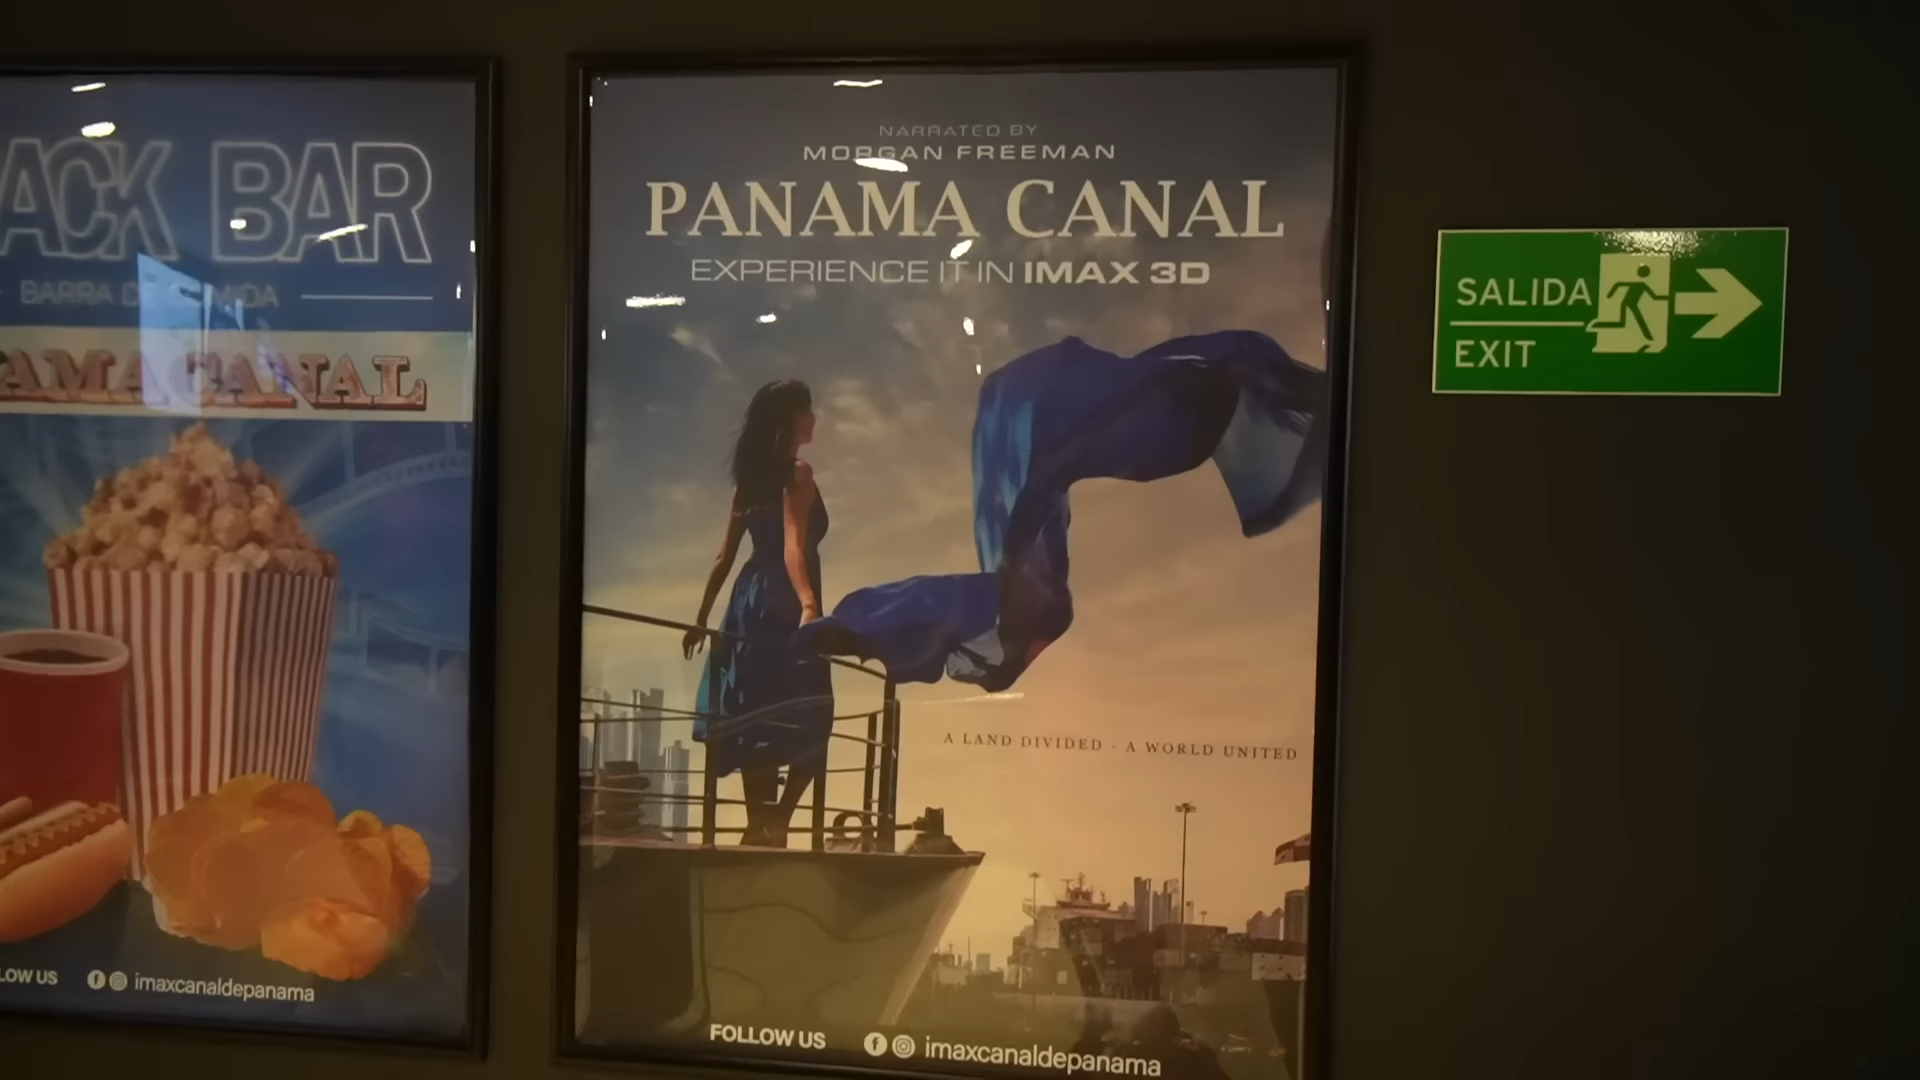 ACK BAR
BARRA DE COMIDA
AMA CANAL
LOW US
imaxcanaldepanama
NARRATED BY
MORGAN FREEMAN
PANAMA CANAL
EXPERIENCE IT IN IMAX 3D
A LAND DIVIDED - A WORLD UNITED
FOLLOW US
imaxcanaldepanama
SALIDA
EXIT